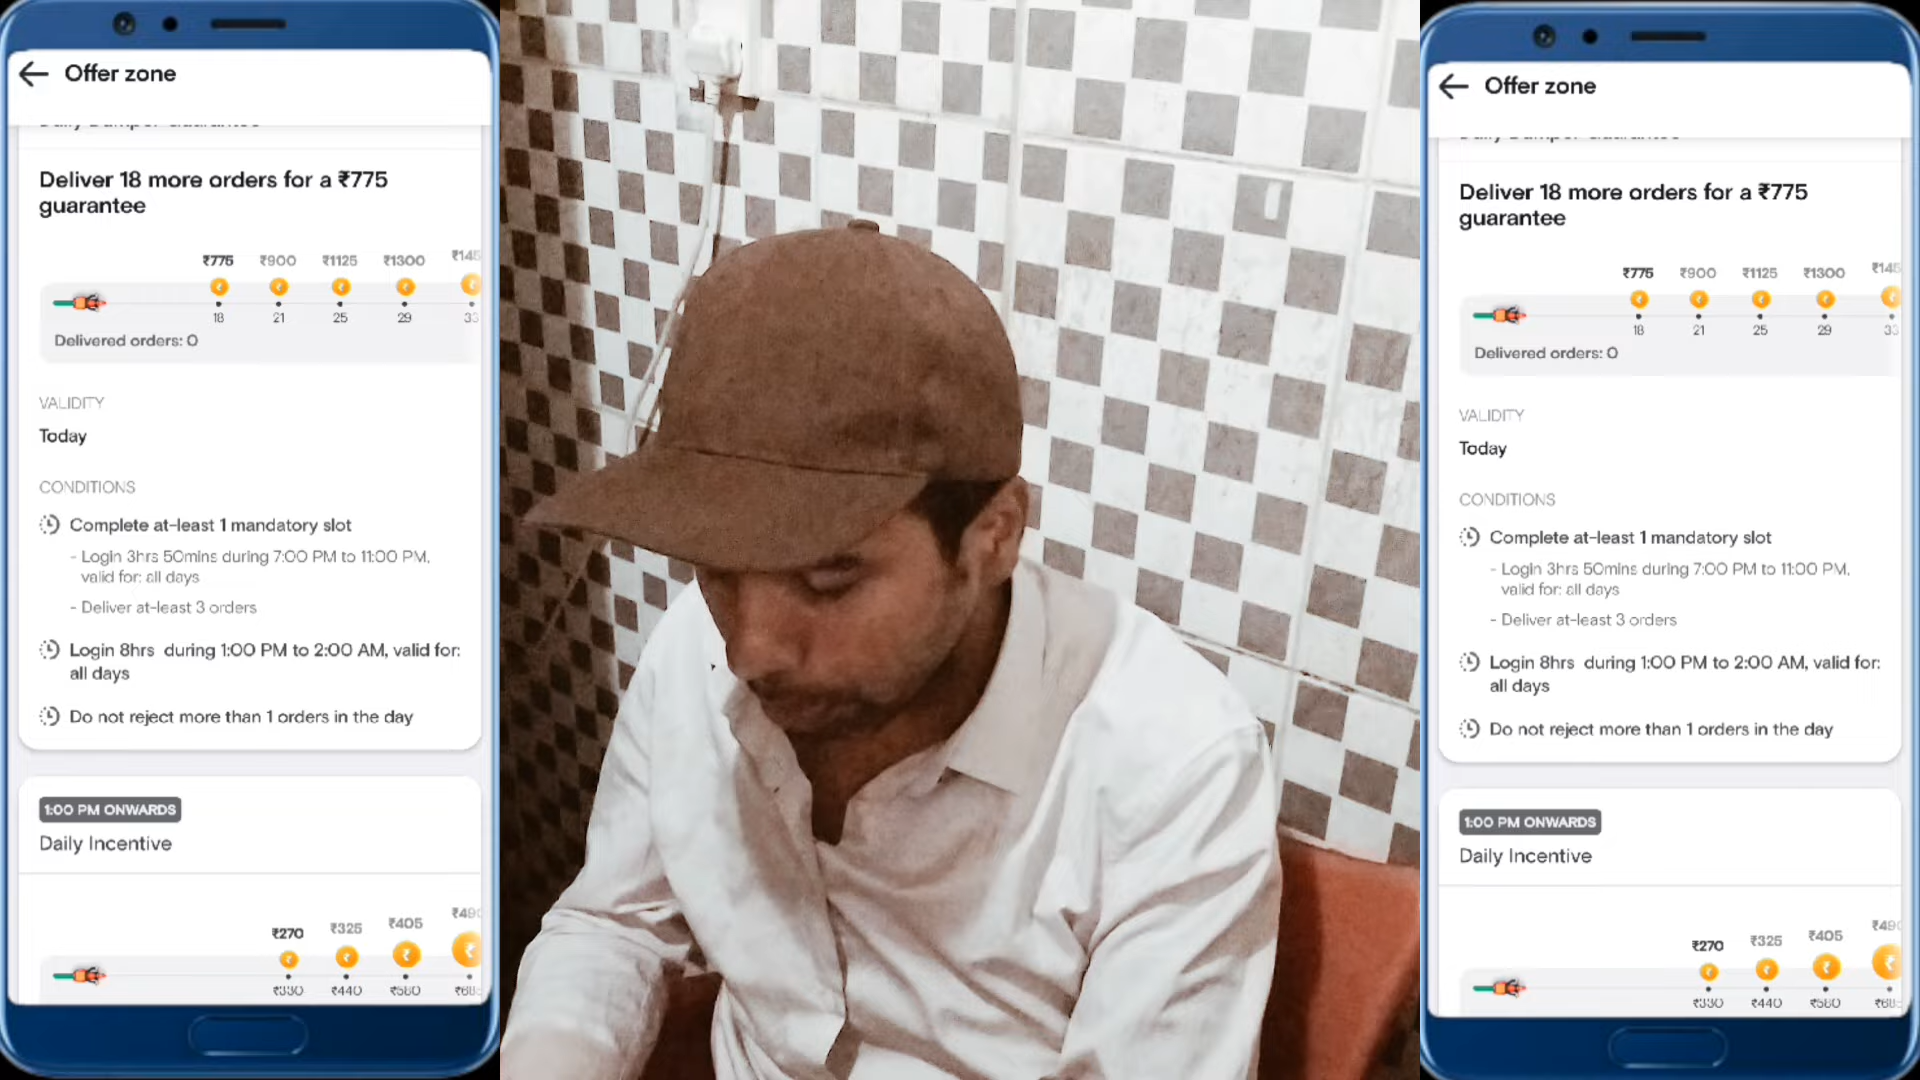 Offer zone
Deliver 18 more orders for a ₹775
guarantee
₹775 ₹900 ₹1125 ₹1300
18 21 25 29 33
Delivered orders: 0
VALIDITY
Today
CONDITIONS
Complete at-least 1 mandatory slot
- Login 3hrs 50mins during 7:00 PM to 11:00 PM,
valid for: all days
- Deliver at-least 3 orders
Login 8hrs during 1:00 PM to 2:00 AM, valid for:
all days
Do not reject more than 1 orders in the day
1:00 PM ONWARDS
Daily Incentive
₹270 ₹325 ₹405 ₹490
₹330 ₹440 ₹580
Offer zone
Deliver 18 more orders for a ₹775
guarantee
₹775 ₹900 ₹1125 ₹1300
18 21 25 29 33
Delivered orders: 0
VALIDITY
Today
CONDITIONS
Complete at-least 1 mandatory slot
- Login 3hrs 50mins during 7:00 PM to 11:00 PM,
valid for: all days
- Deliver at-least 3 orders
Login 8hrs during 1:00 PM to 2:00 AM, valid for:
all days
Do not reject more than 1 orders in the day
1:00 PM ONWARDS
Daily Incentive
₹270 ₹325 ₹405 ₹490
₹330 ₹440 ₹580